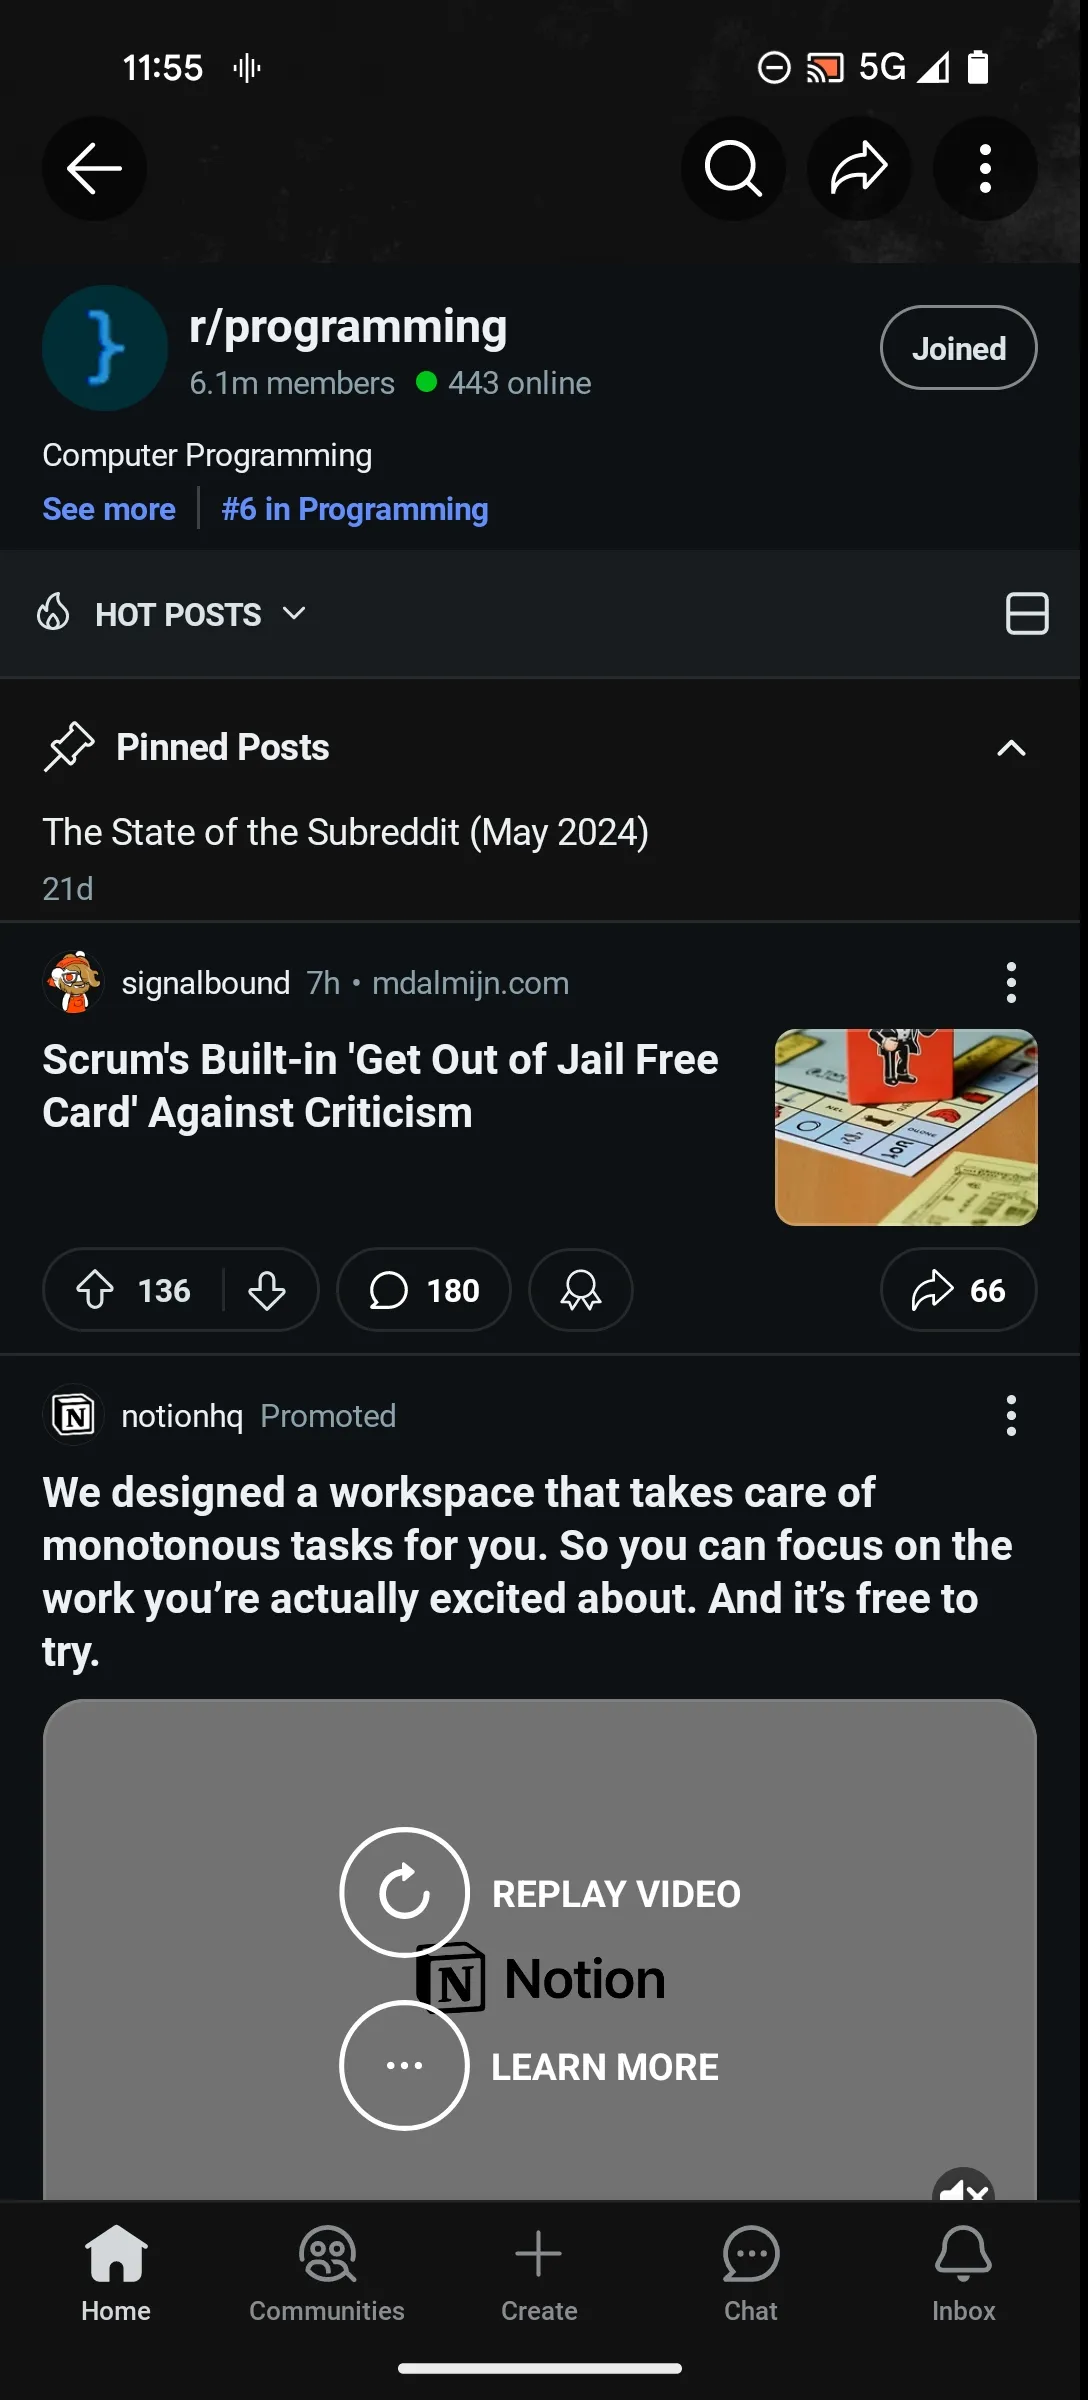 11:55
5G
r/programming
Joined
6.1m members 443 online
Computer Programming
See more #6 in Programming
HOT POSTS
Pinned Posts
The State of the Subreddit (May 2024)
21d
signalbound 7h • mdalmijn.com
Scrum's Built-in 'Get Out of Jail Free
Card' Against Criticism
136 180 66
notionhq Promoted
We designed a workspace that takes care of
monotonous tasks for you. So you can focus on the
work you’re actually excited about. And it’s free to
try.
REPLAY VIDEO
N Notion
LEARN MORE
Home Communities Create Chat Inbox